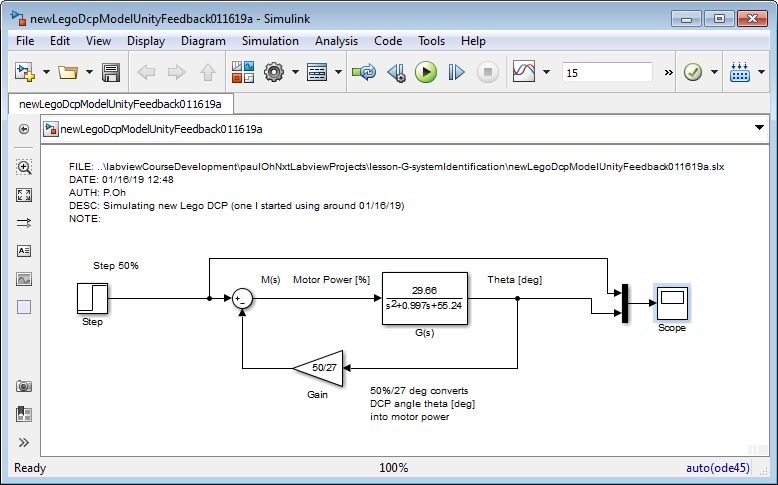 newLegoDcpModelUnityFeedback011619a - Simulink
File Edit View Display Diagram Simulation Analysis Code Tools Help
15
»
newLegoDcpModelUnityFeedback011619a
newLegoDcpModelUnityFeedback011619a
FILE: ..\labviewCourseDevelopment\paulOhNxtLabviewProjects\lesson-G-systemIdentification\newLegoDcpModelUnityFeedback011619a.slx
DATE: 01/16/19 12:48
AUTH: P.Oh
DESC: Simulating new Lego DCP (one I started using around 01/16/19)
NOTE:
Step 50%
M(s) Motor Power [%]
Theta [deg]
29.66
s2+0.997s+55.24
G(s)
Step
Scope
50/27
Gain
50%/27 deg converts
DCP angle theta [deg]
into motor power
Ready 100% auto(ode45)